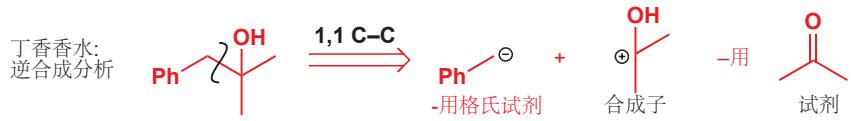 丁香香水:
逆合成分析
Ph
OH
1,1 C–C
Ph
⊖
-用格氏试剂
+
⊕
OH
合成子
–用
O
试剂